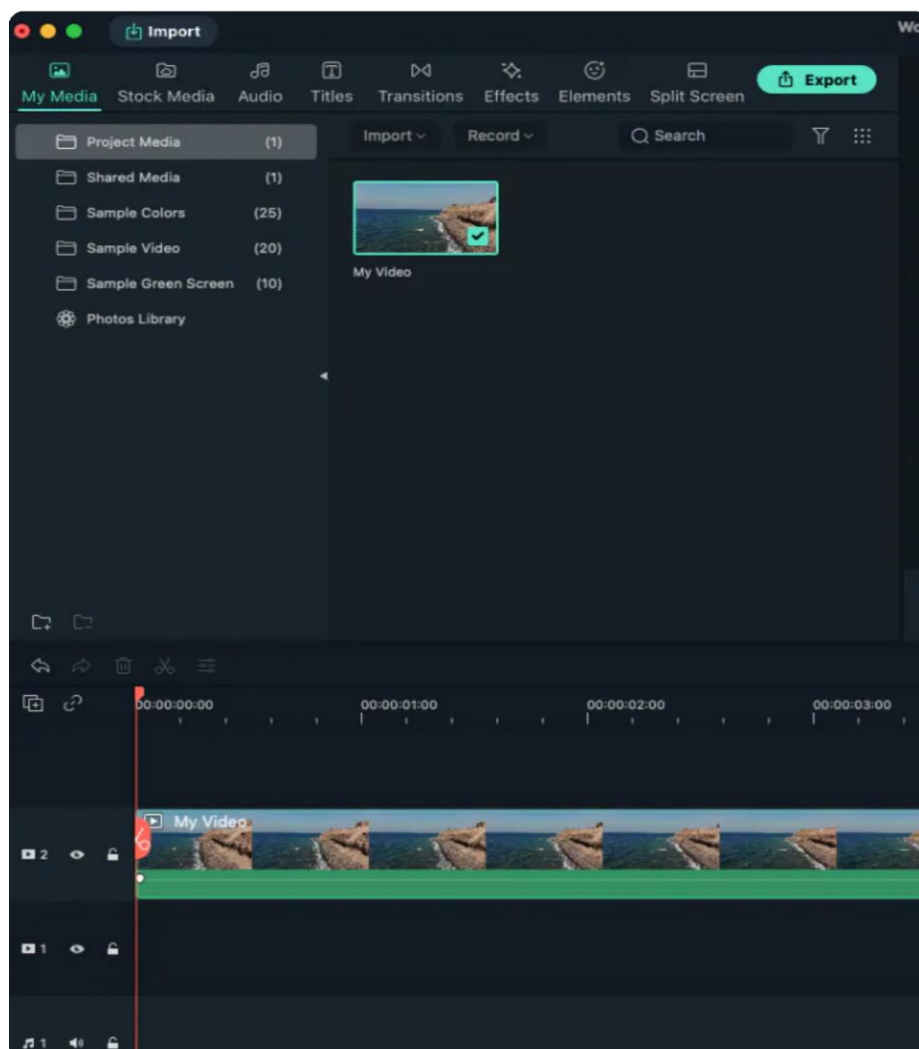 Import
Wo
My Media Stock Media Audio Titles Transitions Effects Elements Split Screen Export
Project Media (1)
Import Record Search
Shared Media (1)
Sample Colors (25)
Sample Video (20)
Sample Green Screen (10)
Photos Library
My Video
00:00:00:00 00:00:01:00 00:00:02:00 00:00:03:00
My Video
2
1
1